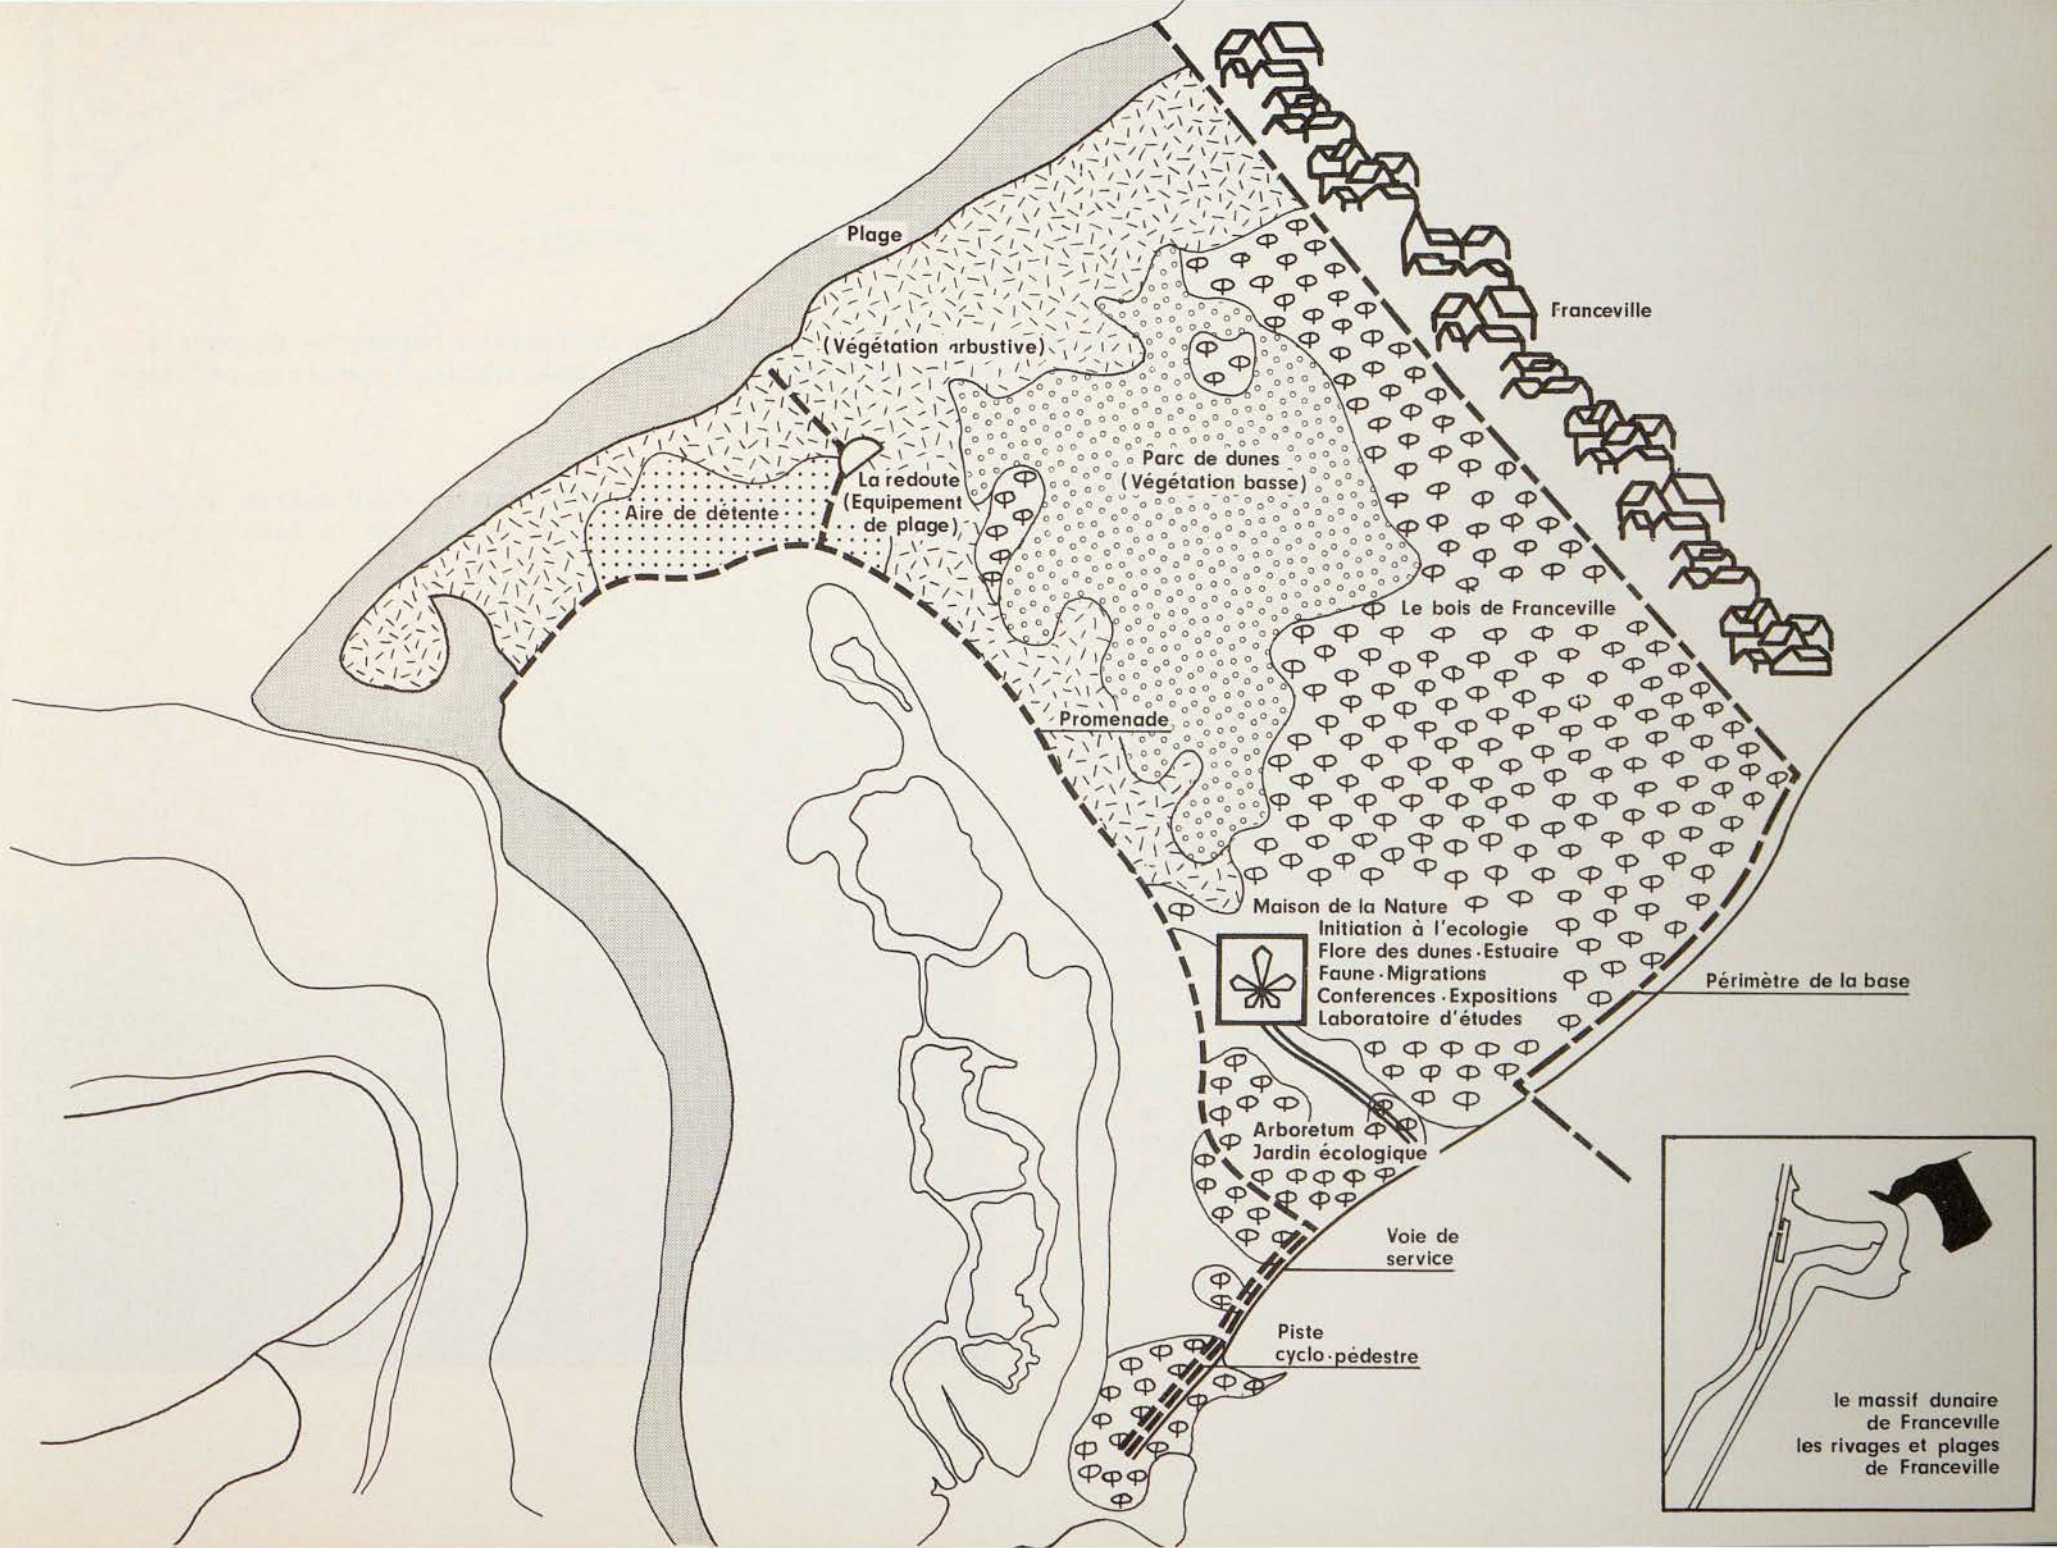 Plage
Franceville
(Végétation arbustive)
Parc de dunes
(Végétation basse)
La redoute
(Equipement
de plage)
Aire de détente
Le bois de Franceville
Promenade
Maison de la Nature
Initiation à l'ecologie
Flore des dunes · Estuaire
Faune · Migrations
Conferences · Expositions
Laboratoire d'études
Périmètre de la base
Arboretum
Jardin écologique
Voie de
service
Piste
cyclo·pédestre
le massif dunaire
de Franceville
les rivages et plages
de Franceville